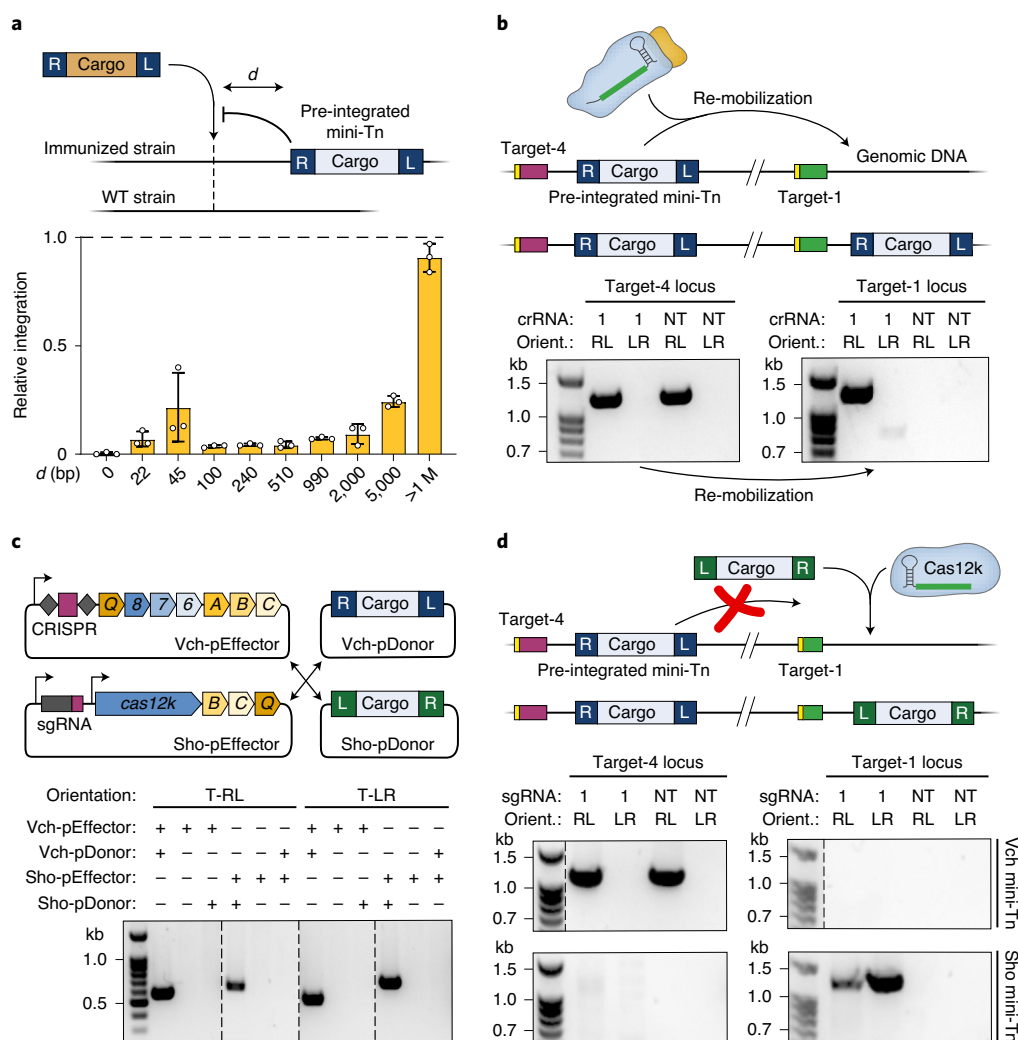 a
R Cargo L
d
Pre-integrated
mini-Tn
Immunized strain
R Cargo L
WT strain
1.0
0.5
0
Relative integration
d (bp)
0 22 45 100 240 510 990 2,000 5,000 >1 M
b
Re-mobilization
Target-4
R Cargo L
Genomic DNA
Pre-integrated mini-Tn
Target-1
R Cargo L
R Cargo L
Target-4 locus
Target-1 locus
crRNA: 1 1 NT NT
1 1 NT NT
Orient.: RL LR RL LR
RL LR RL LR
kb
1.5
1.0
0.7
kb
1.5
1.0
0.7
Re-mobilization
c
Q 8 7 6 A B C
CRISPR
Vch-pEffector
R Cargo L
Vch-pDonor
cas12k B C Q
sgRNA
Sho-pEffector
L Cargo R
Sho-pDonor
Orientation: T-RL T-LR
Vch-pEffector: + + + − − − + + + − − −
Vch-pDonor: + − − − − + + − − − − +
Sho-pEffector: − − − + + + − − − + + +
Sho-pDonor: − − + + − − − − + + − −
kb
1.0
0.5
d
L Cargo R
Cas12k
Target-4
R Cargo L
Pre-integrated mini-Tn
Target-1
R Cargo L
L Cargo R
Target-4 locus
Target-1 locus
sgRNA: 1 1 NT NT
sgRNA: 1 1 NT NT
Orient.: RL LR RL LR
Orient.: RL LR RL LR
kb
1.5
1.0
0.7
kb
1.5
1.0
0.7
Vch mini-Tn
kb
1.5
1.0
0.7
kb
1.5
1.0
0.7
Sho mini-Tn